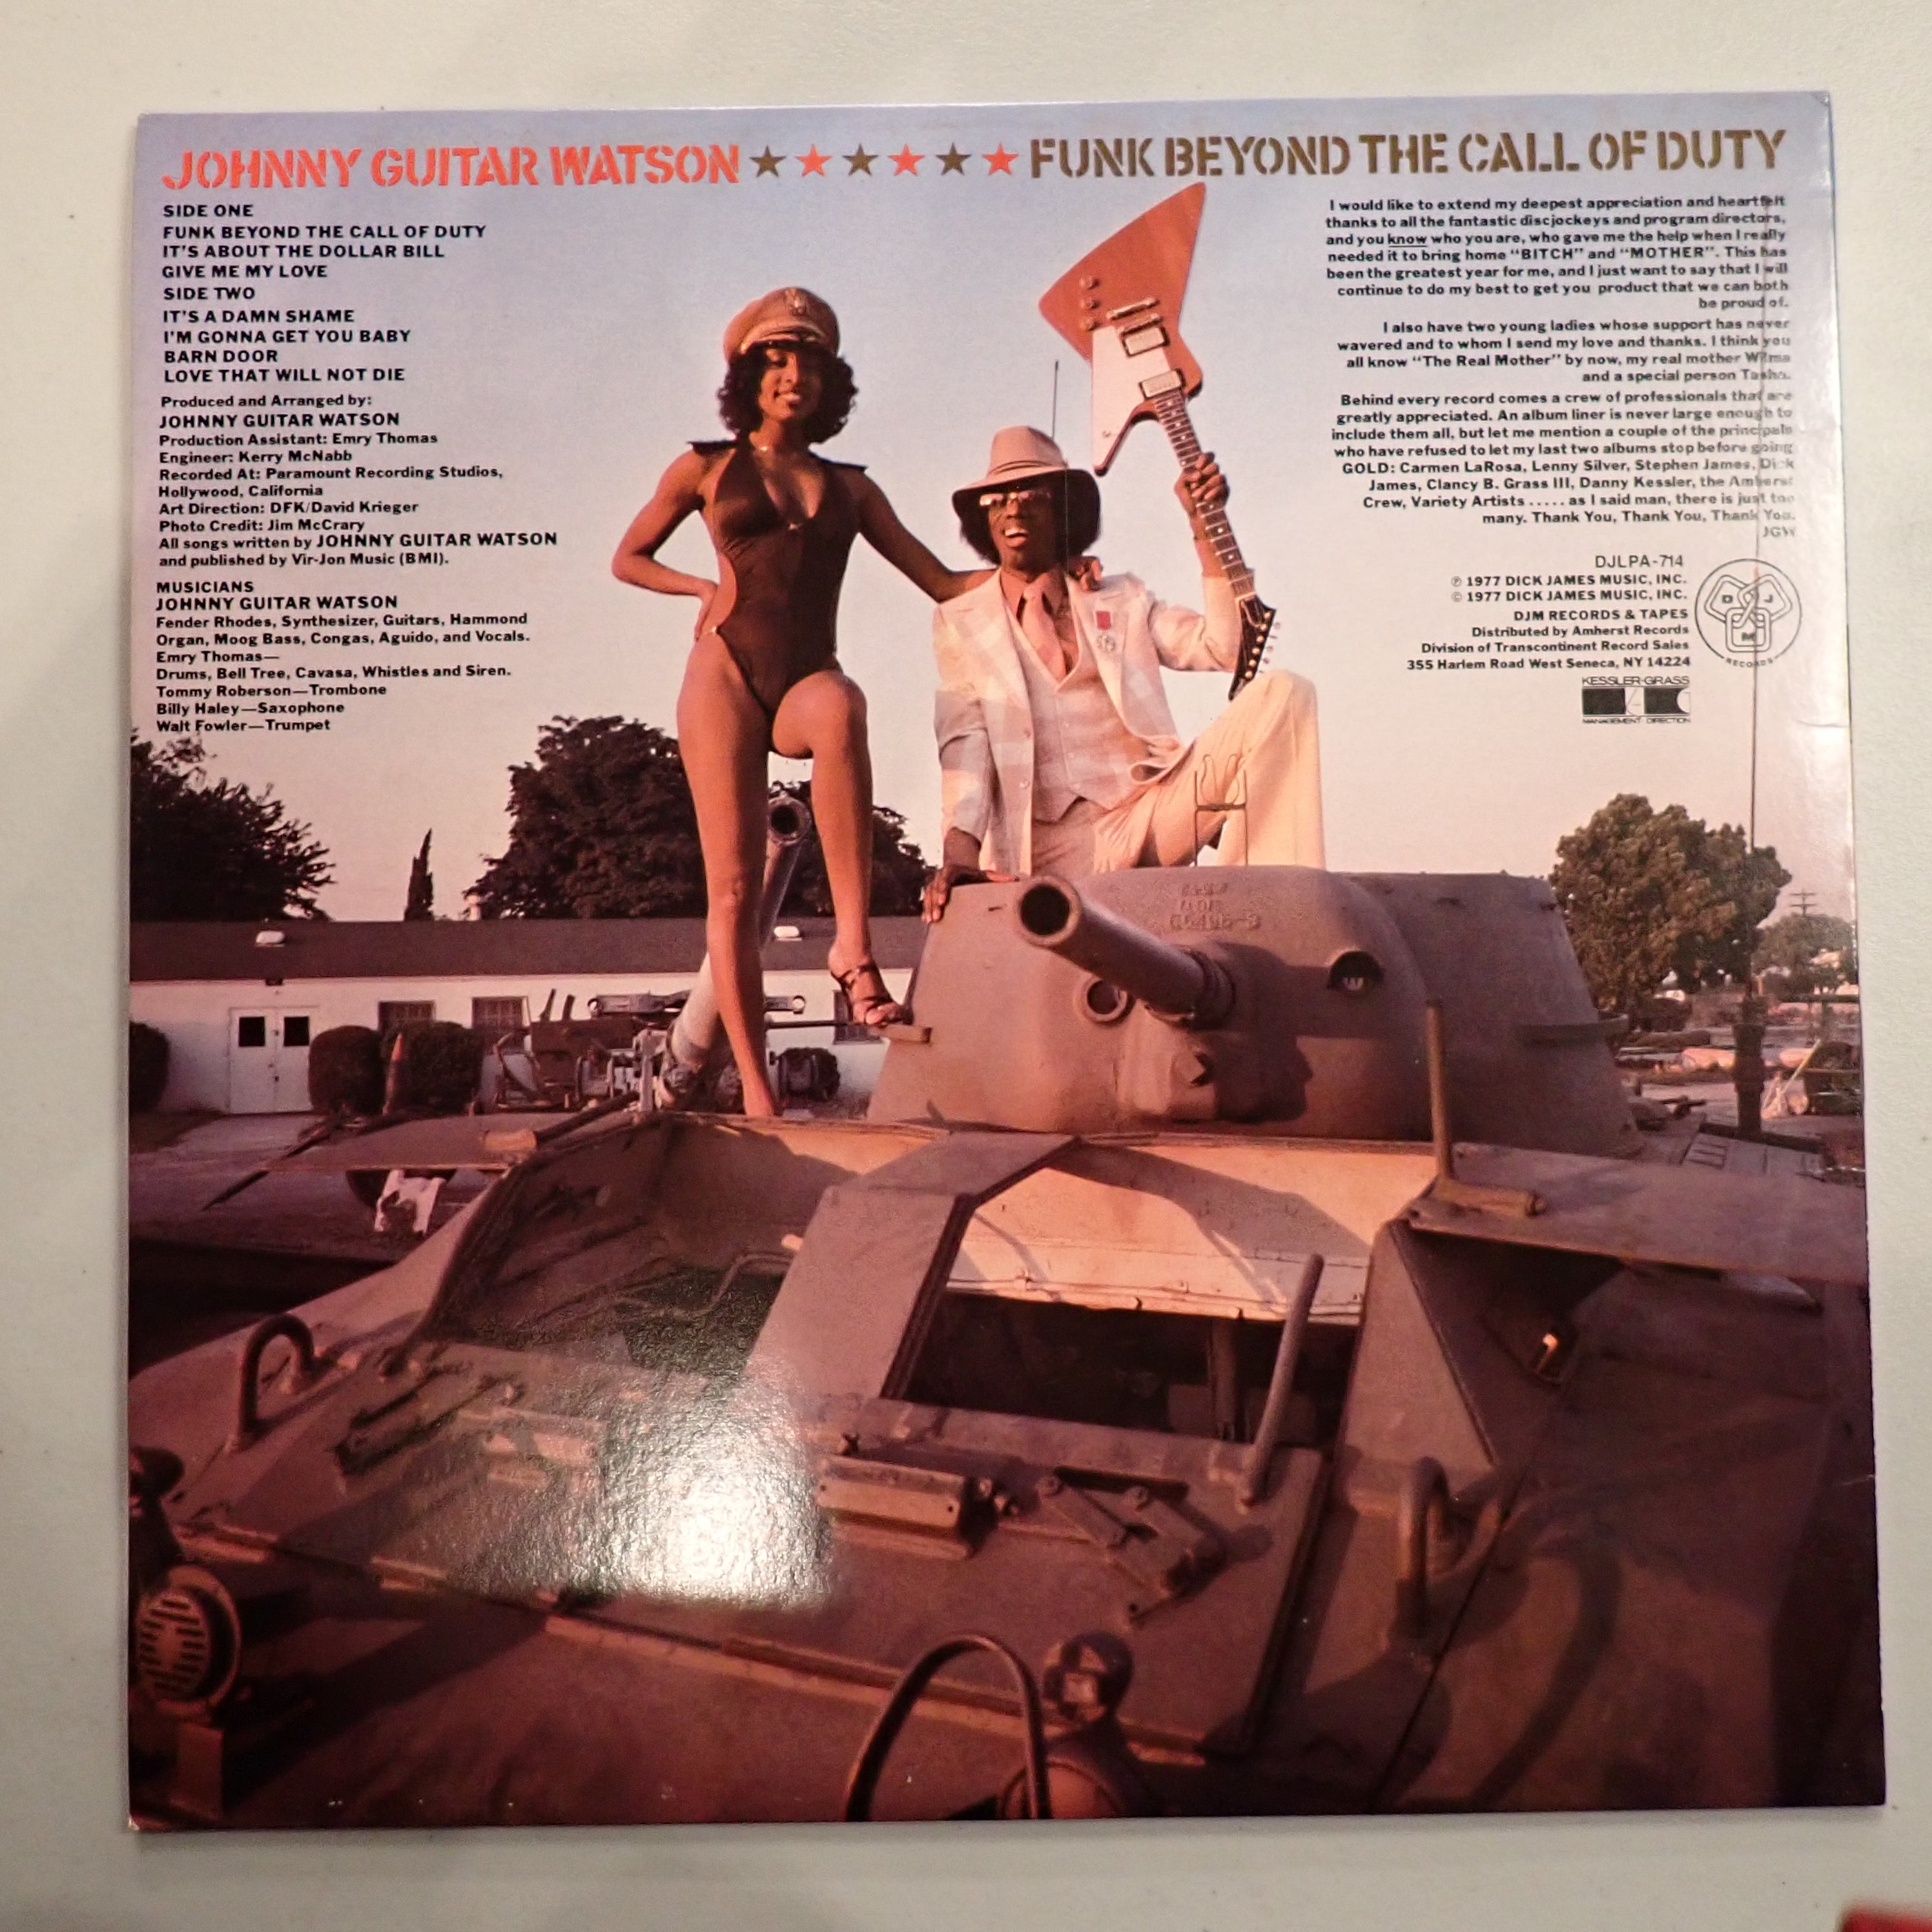 JOHNNY GUITAR WATSON ★★★★★★ FUNK BEYOND THE CALL OF DUTY
SIDE ONE
FUNK BEYOND THE CALL OF DUTY
IT'S ABOUT THE DOLLAR BILL
GIVE ME MY LOVE
SIDE TWO
IT'S A DAMN SHAME
I'M GONNA GET YOU BABY
BARN DOOR
LOVE THAT WILL NOT DIE
Produced and Arranged by:
JOHNNY GUITAR WATSON
Production Assistant: Emry Thomas
Engineer: Kerry McNabb
Recorded At: Paramount Recording Studios,
Hollywood, California
Art Direction: DFK/David Krieger
Photo Credit: Jim McCrary
All songs written by JOHNNY GUITAR WATSON
and published by Vir-Jon Music (BMI).
MUSICIANS
JOHNNY GUITAR WATSON
Fender Rhodes, Synthesizer, Guitars, Hammond
Organ, Moog Bass, Congas, Aguido, and Vocals.
Emry Thomas—
Drums, Bell Tree, Cavasa, Whistles and Siren.
Tommy Roberson—Trombone
Billy Haley—Saxophone
Walt Fowler—Trumpet
I would like to extend my deepest appreciation and heartfelt
thanks to all the fantastic discjockeys and program directors,
and you know who you are, who gave me the help when I really
needed it to bring home "BITCH" and "MOTHER". This has
been the greatest year for me, and I just want to say that I will
continue to do my best to get you product that we can both
be proud of.
I also have two young ladies whose support has never
wavered and to whom I send my love and thanks. I think you
all know "The Real Mother" by now, my real mother Wilma
and a special person Tasha.
Behind every record comes a crew of professionals that are
greatly appreciated. An album liner is never large enough to
include them all, but let me mention a couple of the principals
who have refused to let my last two albums stop before going
GOLD: Carmen LaRosa, Lenny Silver, Stephen James, Dick
James, Clancy B. Grass III, Danny Kessler, the Amherst
Crew, Variety Artists ..... as I said man, there is just too
many. Thank You, Thank You, Thank You.
JGW
DJLPA-714
℗ 1977 DICK JAMES MUSIC, INC.
© 1977 DICK JAMES MUSIC, INC.
DJM RECORDS & TAPES
Distributed by Amherst Records
Division of Transcontinent Record Sales
355 Harlem Road West Seneca, NY 14224
D J
M
RECORDS
KESSLER-GRASS
MANAGEMENT DIRECTION